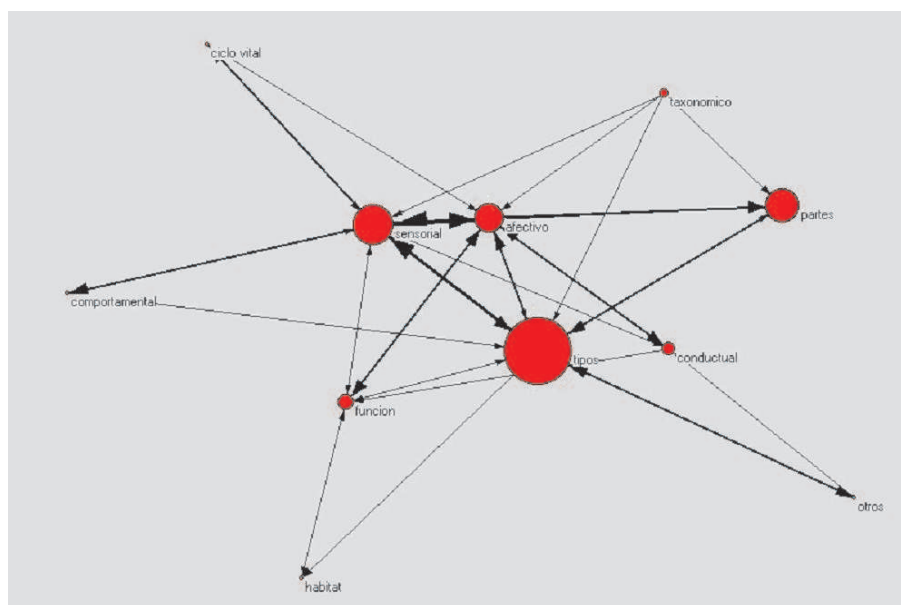 ciclo vital
taxonomico
partes
sensorial
afectivo
comportamental
tipos
conductual
funcion
otros
habitat